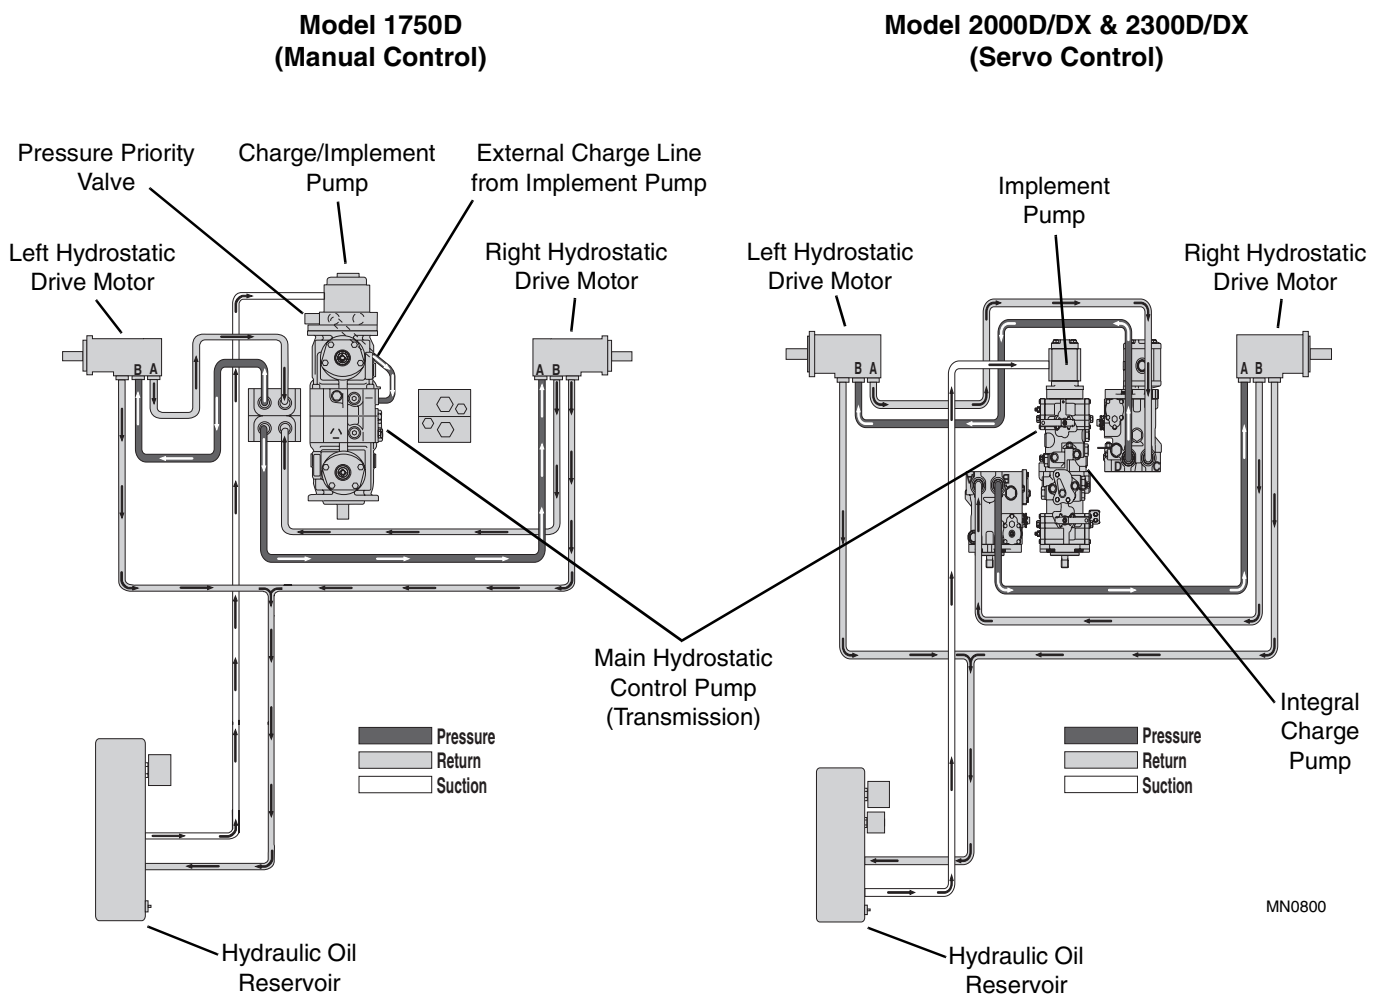 Model 1750D
(Manual Control)
Model 2000D/DX & 2300D/DX
(Servo Control)
Pressure Priority
Valve
Charge/Implement
Pump
External Charge Line
from Implement Pump
Left Hydrostatic
Drive Motor
Right Hydrostatic
Drive Motor
B A
A B
Implement
Pump
Left Hydrostatic
Drive Motor
Right Hydrostatic
Drive Motor
B A
A B
D C
Main Hydrostatic
Control Pump
(Transmission)
Integral
Charge
Pump
Pressure
Return
Suction
Pressure
Return
Suction
Hydraulic Oil
Reservoir
Hydraulic Oil
Reservoir
MN0800